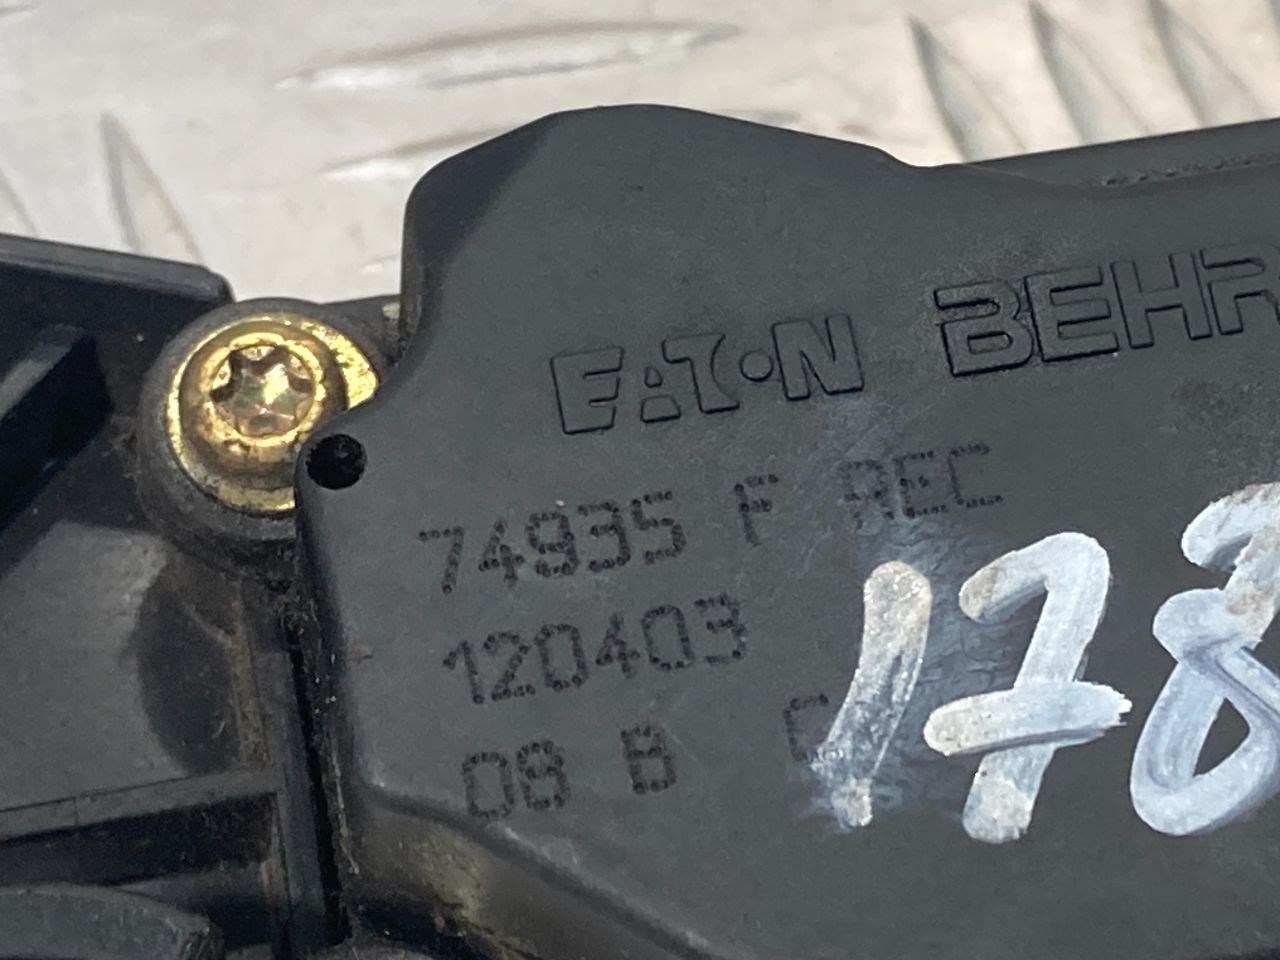 EATON BEHR
74935 F REC
120403
08 B C
178